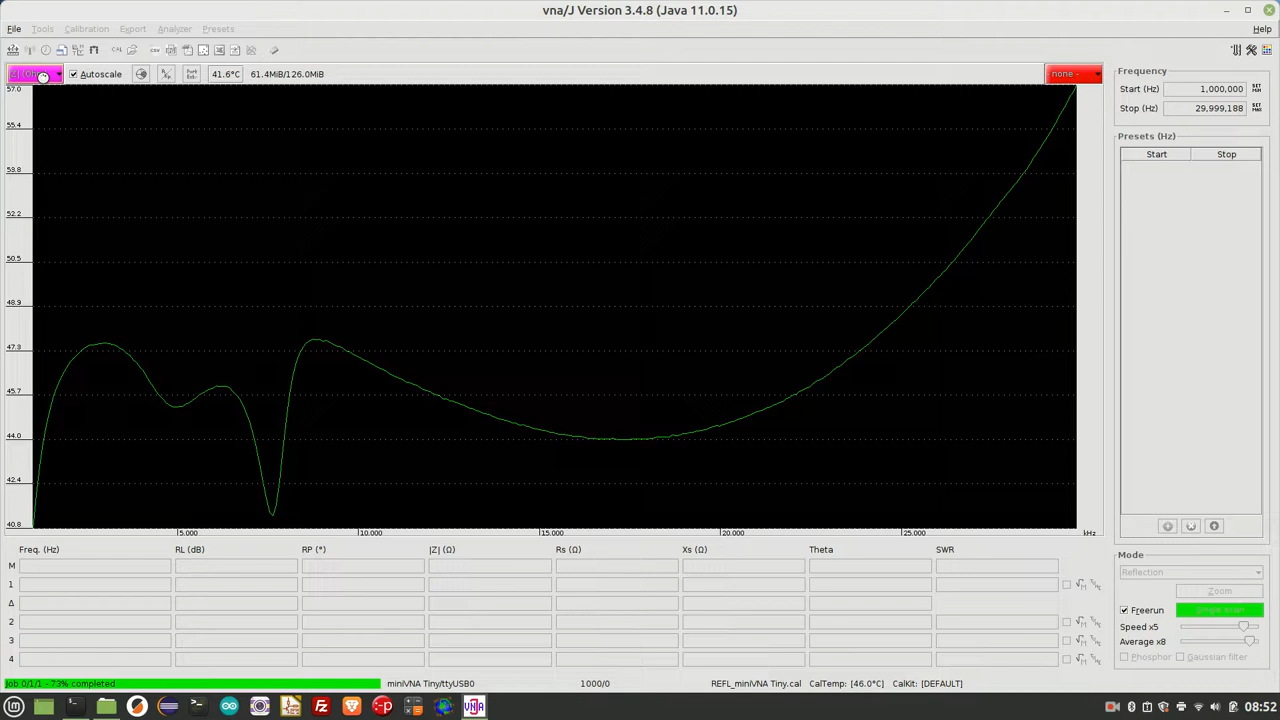 vna/J Version 3.4.8 (Java 11.0.15)
File Tools Calibration Export Analyzer Presets Help
Autoscale 41.6°C 61.4MiB/126.0MiB none -
57.0
55.4
53.8
52.2
50.5
48.9
47.3
45.7
44.0
42.4
40.8
5.000 10.000 15.000 20.000 25.000 kHz
Frequency
Start (Hz) 1,000,000
Stop (Hz) 29,999,188
Presets (Hz)
Start Stop
Freq. (Hz) RL (dB) RP (°) |Z| (Ω) Rs (Ω) Xs (Ω) Theta SWR
M
1
Δ
2
3
4
Mode
Reflection
Zoom
Freerun Single scan
Speed x5
Average x8
Phosphor Gaussian filter
Job 0/1/1 - 73% completed miniVNA Tiny/ttyUSB0 1000/0 REFL_miniVNA Tiny.cal CalTemp: [46.0°C] CalKit: [DEFAULT]
08:52